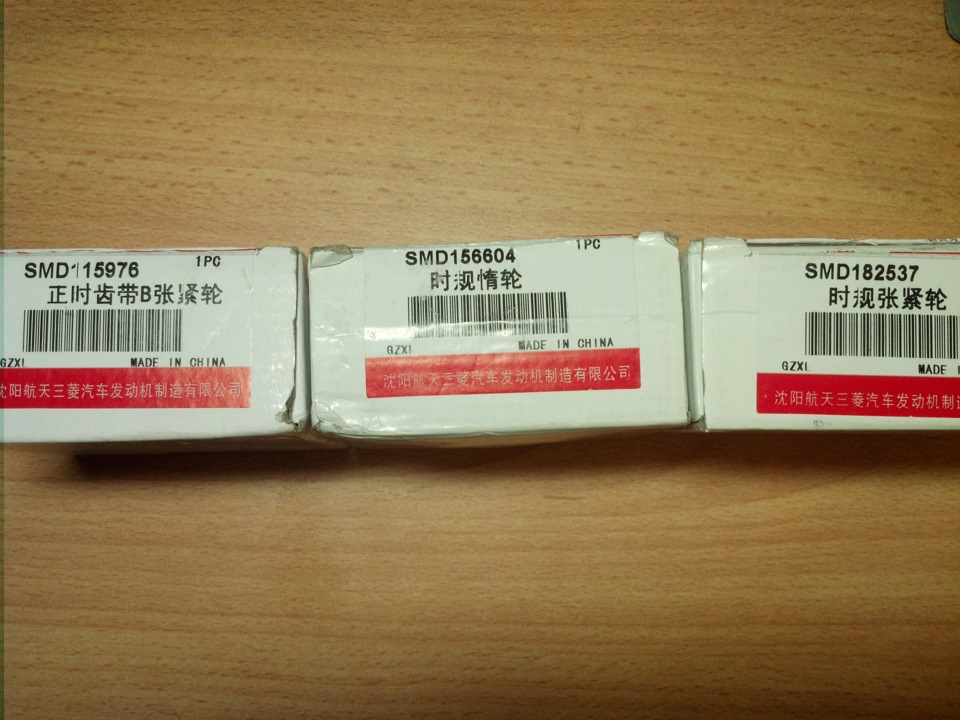 SMD115976
1PC
正时齿带B张紧轮
GZXL
MADE IN CHINA
沈阳航天三菱汽车发动机制造有限公司
SMD156604
1PC
时规惰轮
GZXL
MADE IN CHINA
沈阳航天三菱汽车发动机制造有限公司
SMD182537
时规张紧轮
GZXL
MADE
沈阳航天三菱汽车发动机制